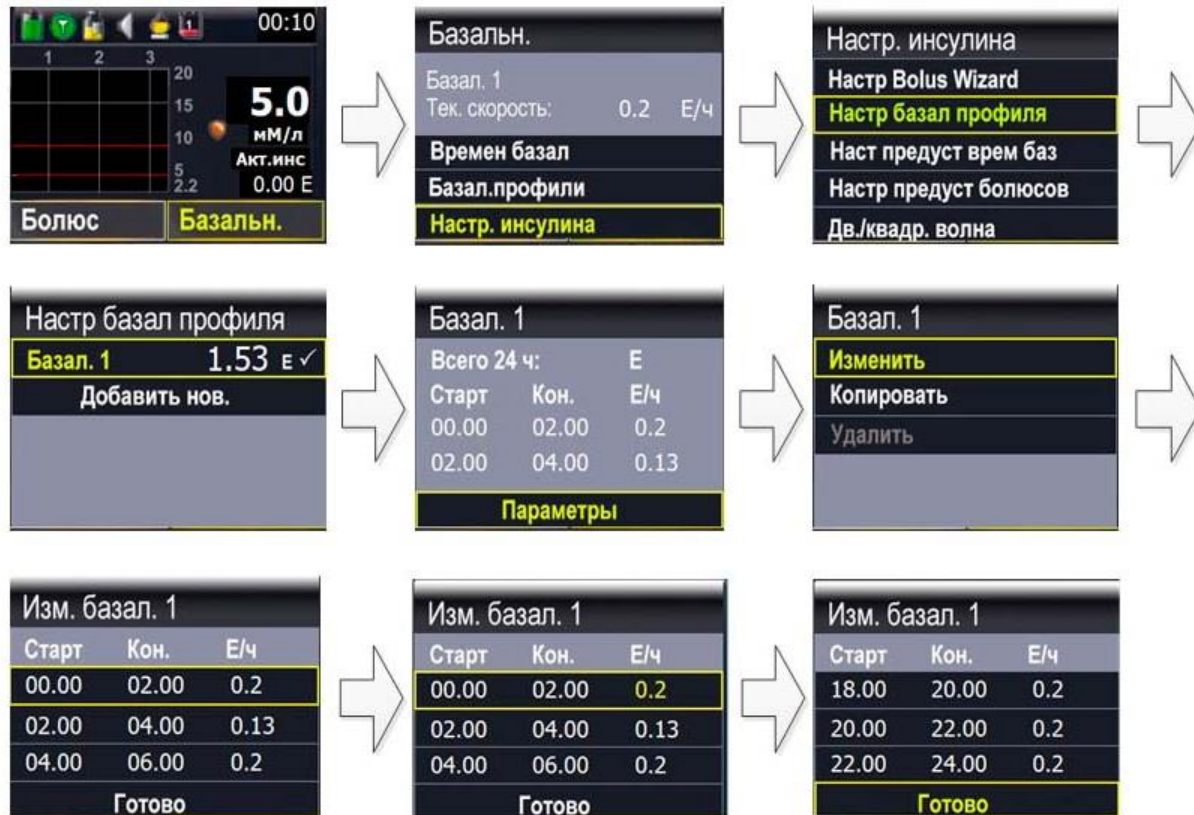 00:10
1 2 3
20
15
10
5
2.2
5.0
мМ/л
Акт.инс
0.00 Е
Болюс Базальн.
Базальн.
Базал. 1
Тек. скорость: 0.2 Е/ч
Времен базал
Базал.профили
Настр. инсулина
Настр. инсулина
Настр Bolus Wizard
Настр базал профиля
Наст предуст врем баз
Настр предуст болюсов
Дв./квадр. волна
Настр базал профиля
Базал. 1 1.53 Е ✓
Добавить нов.
Базал. 1
Всего 24 ч: Е
Старт Кон. Е/ч
00.00 02.00 0.2
02.00 04.00 0.13
Параметры
Базал. 1
Изменить
Копировать
Удалить
Изм. базал. 1
Старт Кон. Е/ч
00.00 02.00 0.2
02.00 04.00 0.13
04.00 06.00 0.2
Готово
Изм. базал. 1
Старт Кон. Е/ч
00.00 02.00 0.2
02.00 04.00 0.13
04.00 06.00 0.2
Готово
Изм. базал. 1
Старт Кон. Е/ч
18.00 20.00 0.2
20.00 22.00 0.2
22.00 24.00 0.2
Готово